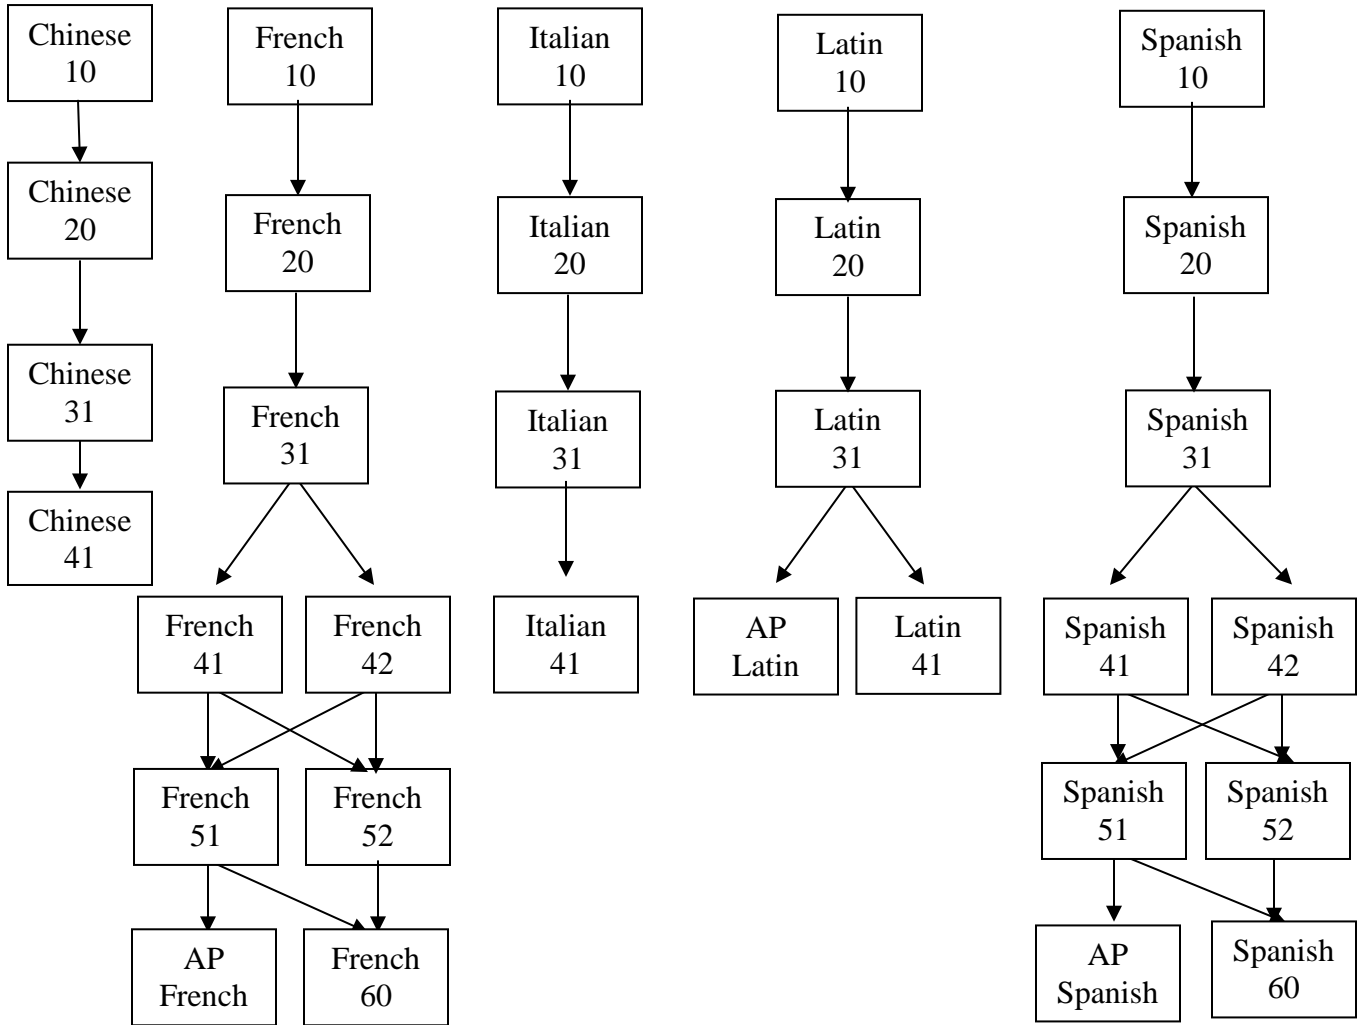 Chinese
10
French
10
Italian
10
Latin
10
Spanish
10
Chinese
20
French
20
Italian
20
Latin
20
Spanish
20
Chinese
31
French
31
Italian
31
Latin
31
Spanish
31
Chinese
41
French
41
French
42
Italian
41
AP
Latin
Latin
41
Spanish
41
Spanish
42
French
51
French
52
Spanish
51
Spanish
52
AP
French
French
60
AP
Spanish
Spanish
60